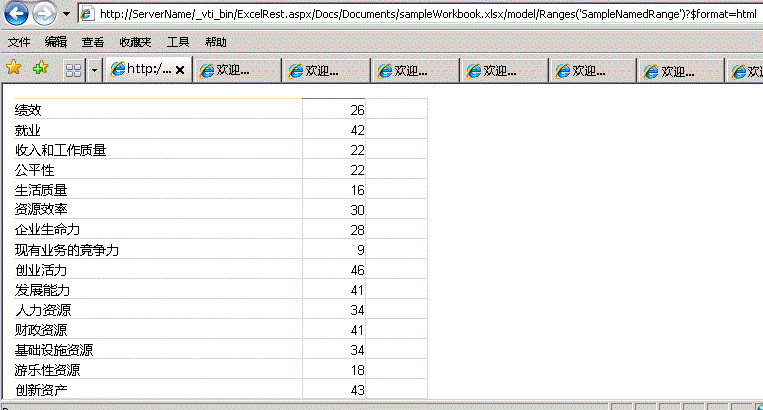 http://ServerName/_vti_bin/ExcelRest.aspx/Docs/Documents/sampleWorkbook.xlsx/model/Ranges('SampleNamedRange')?$format=html
文件 编辑 查看 收藏夹 工具 帮助
http:/... 欢迎... 欢迎... 欢迎... 欢迎... 欢迎... 欢迎... 欢迎
绩效 26
就业 42
收入和工作质量 22
公平性 22
生活质量 16
资源效率 30
企业生命力 28
现有业务的竞争力 9
创业活力 46
发展能力 41
人力资源 34
财政资源 41
基础设施资源 34
游乐性资源 18
创新资产 43